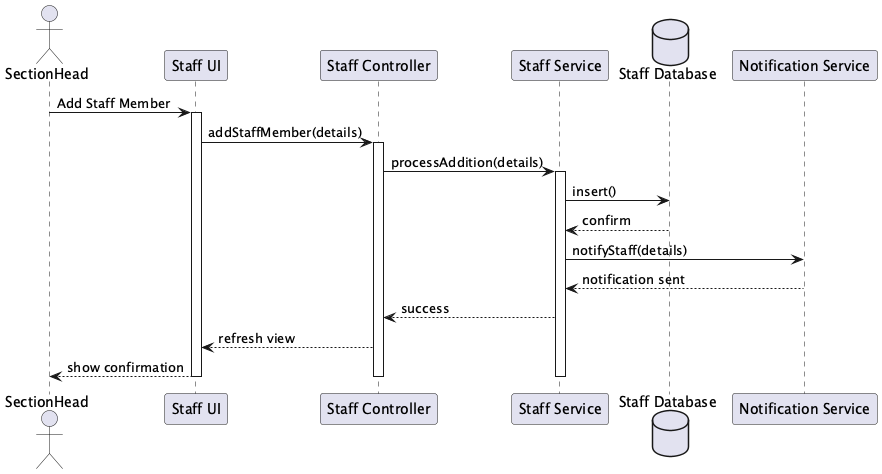 SectionHead
Staff UI
Staff Controller
Staff Service
Staff Database
Notification Service
Add Staff Member
addStaffMember(details)
processAddition(details)
insert()
confirm
notifyStaff(details)
notification sent
success
refresh view
show confirmation
SectionHead
Staff UI
Staff Controller
Staff Service
Staff Database
Notification Service